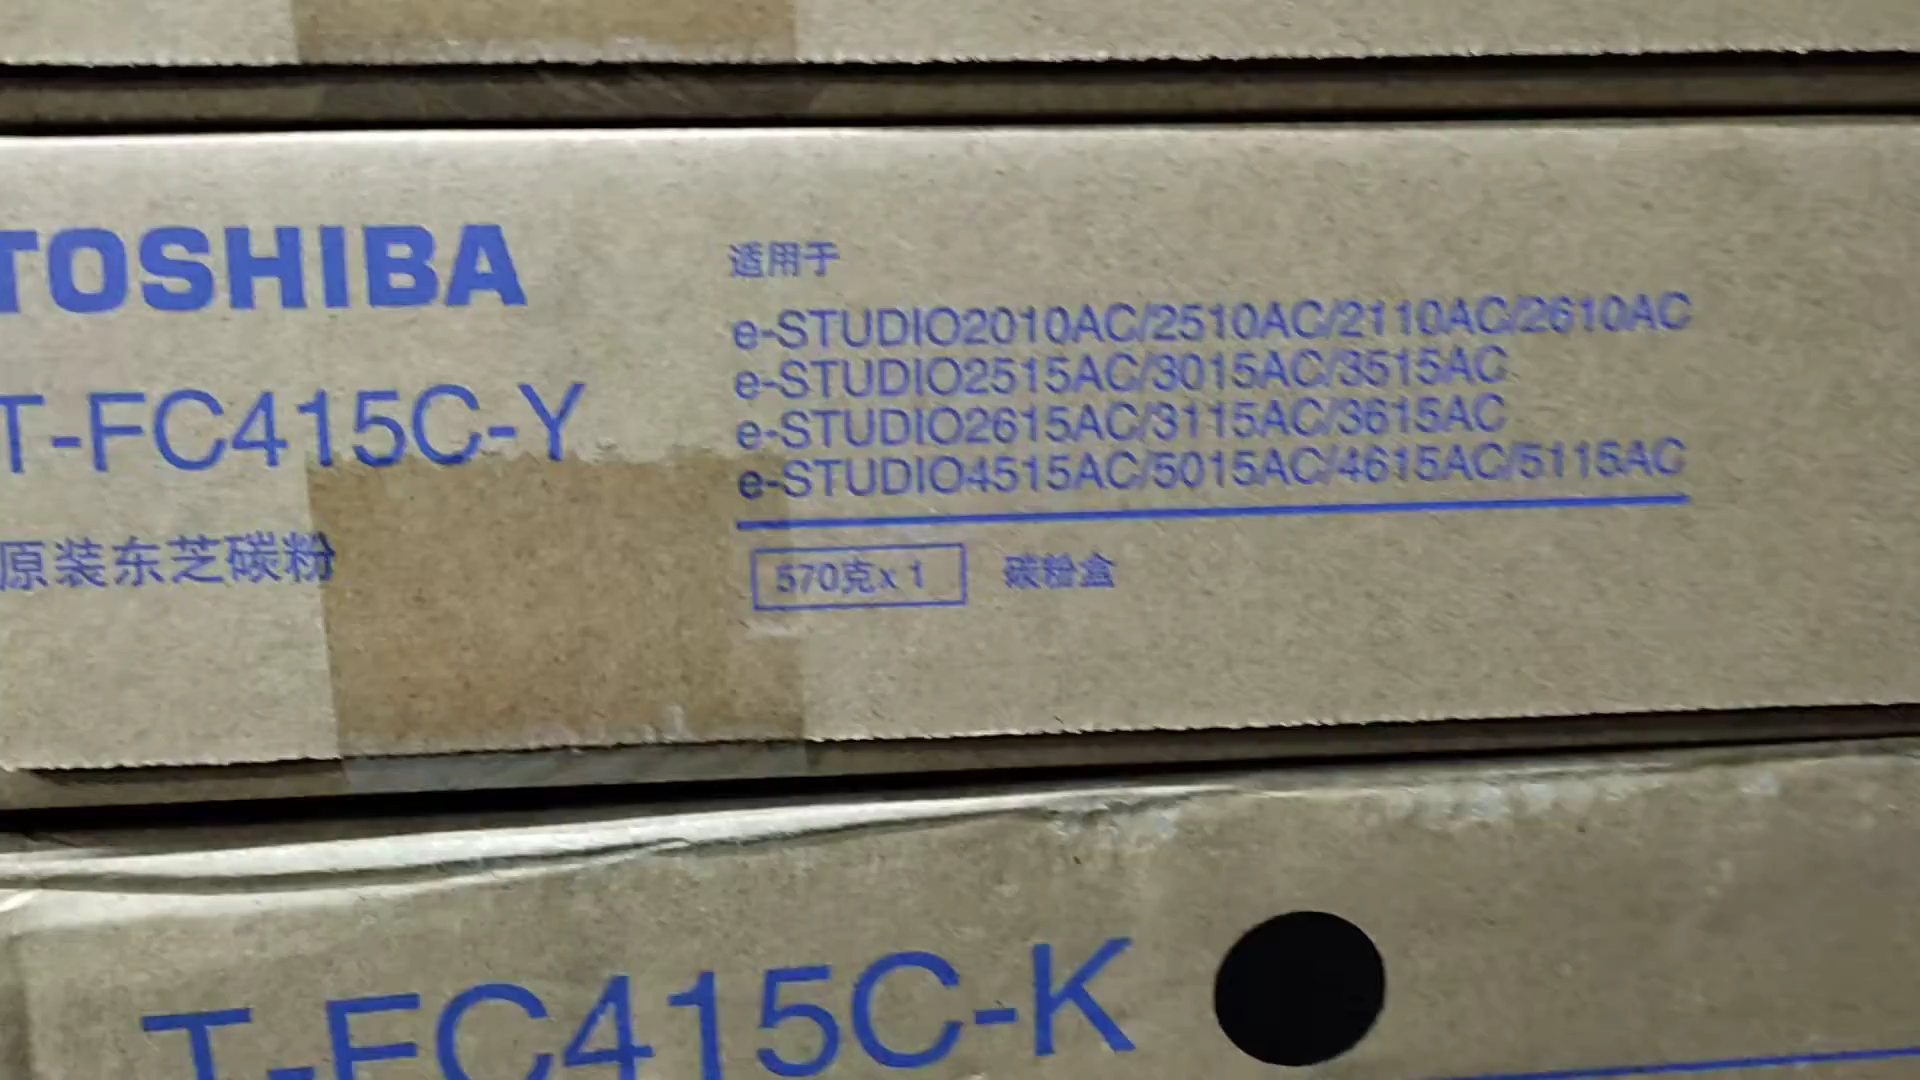 TOSHIBA
T-FC415C-Y
原装东芝碳粉
适用于
e-STUDIO2010AC/2510AC/2110AC/2610AC
e-STUDIO2515AC/3015AC/3515AC
e-STUDIO2615AC/3115AC/3615AC
e-STUDIO4515AC/5015AC/4615AC/5115AC
570克x1 碳粉盒
T-FC415C-K